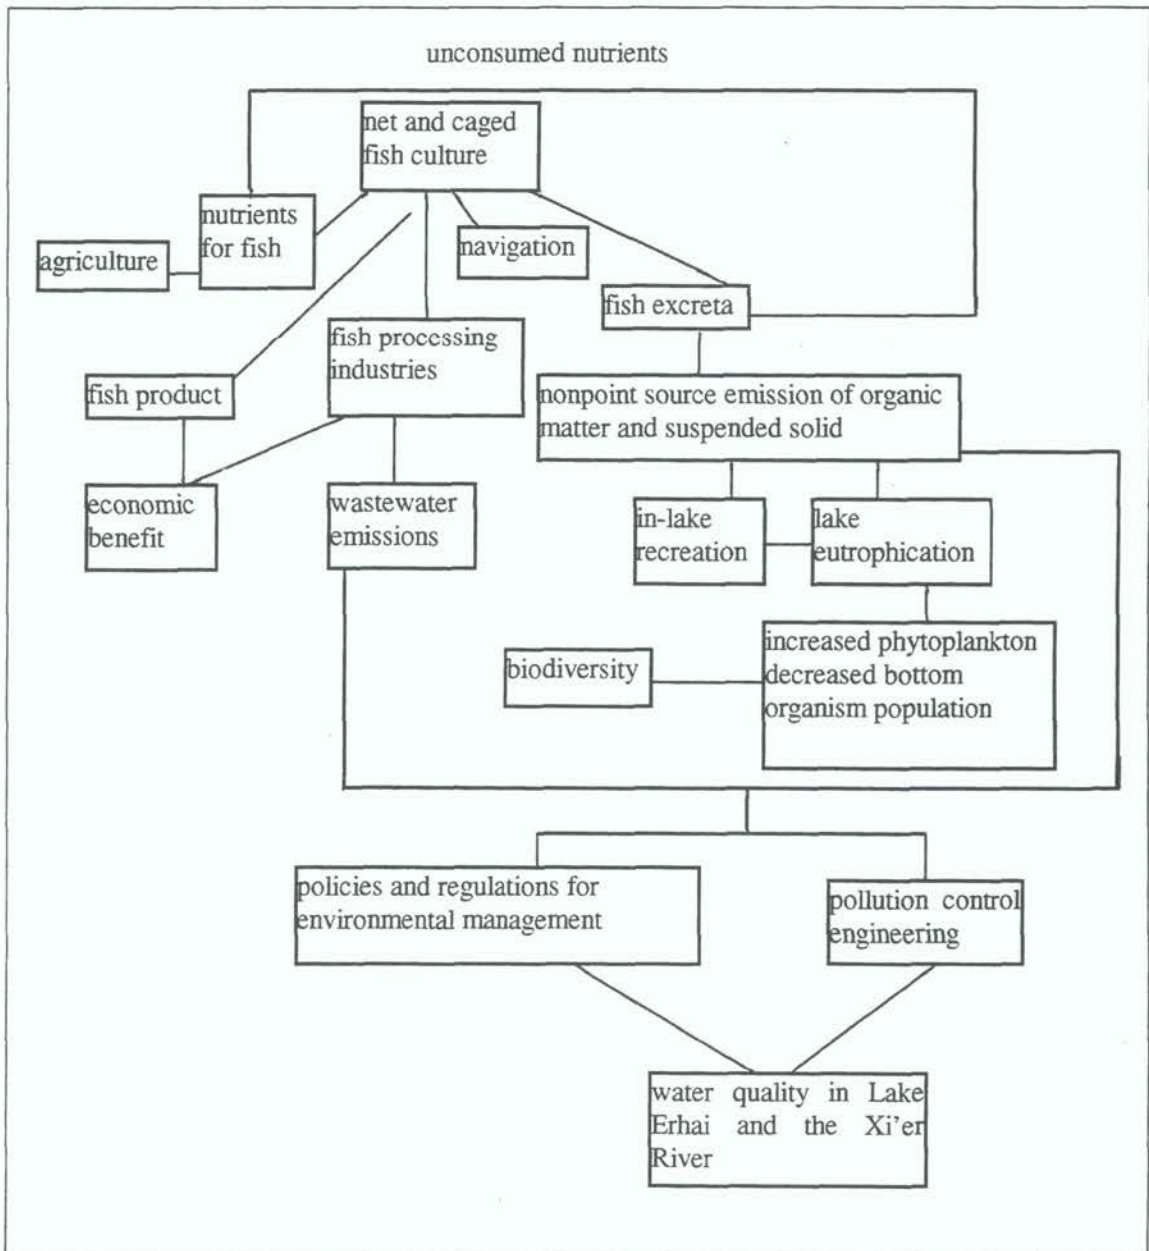 unconsumed nutrients
net and caged
fish culture
nutrients
for fish
navigation
agriculture
fish excreta
fish processing
industries
fish product
nonpoint source emission of organic
matter and suspended solid
economic
benefit
wastewater
emissions
in-lake
recreation
lake
eutrophication
increased phytoplankton
decreased bottom
organism population
biodiversity
policies and regulations for
environmental management
pollution control
engineering
water quality in Lake
Erhai and the Xi'er
River